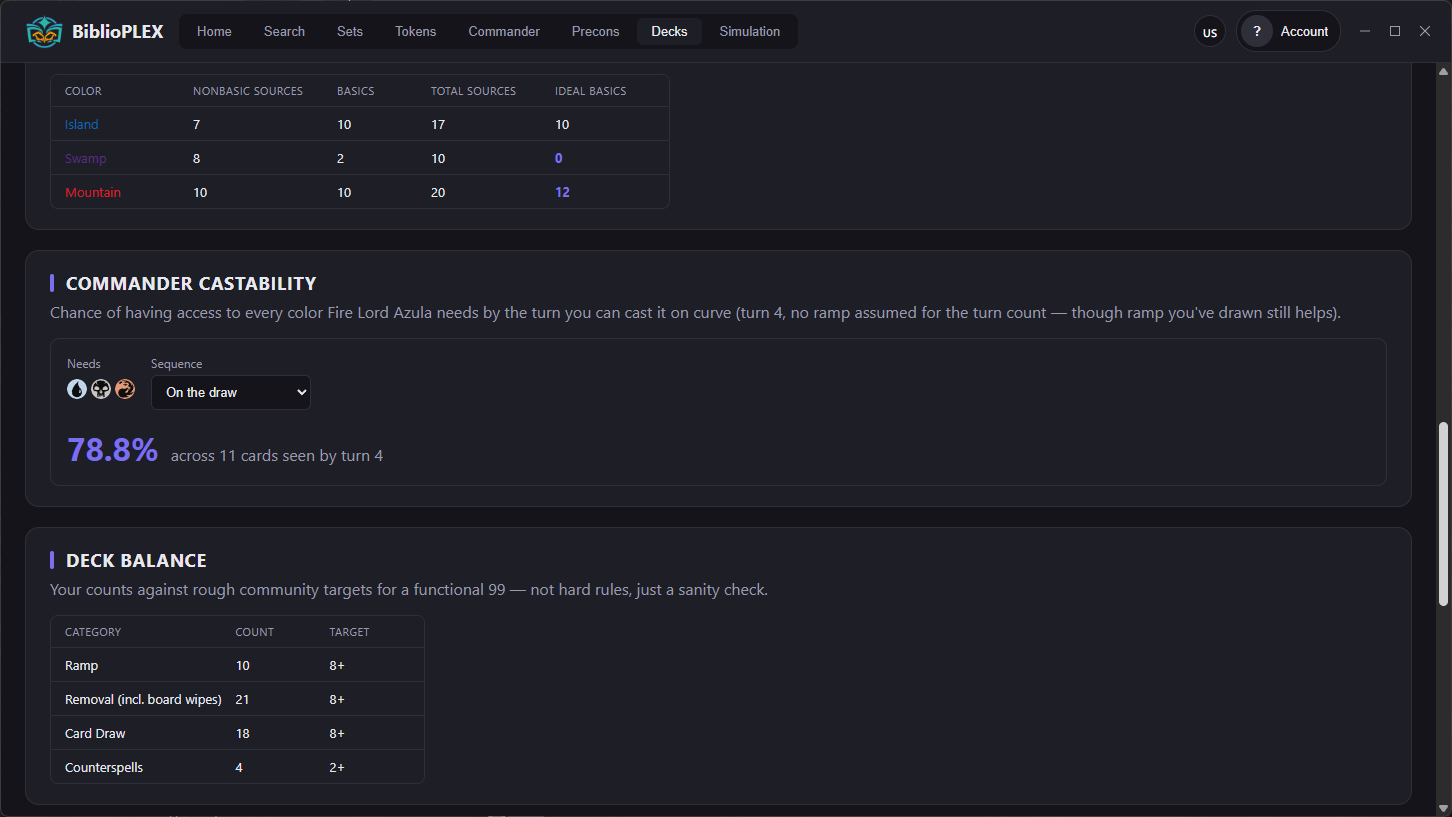 BiblioPLEX Home Search Sets Tokens Commander Precons Decks Simulation US ? Account
COLOR NONBASIC SOURCES BASICS TOTAL SOURCES IDEAL BASICS
Island 7 10 17 10
Swamp 8 2 10 0
Mountain 10 10 20 12
COMMANDER CASTABILITY
Chance of having access to every color Fire Lord Azula needs by the turn you can cast it on curve (turn 4, no ramp assumed for the turn count — though ramp you've drawn still helps).
Needs Sequence
On the draw
78.8% across 11 cards seen by turn 4
DECK BALANCE
Your counts against rough community targets for a functional 99 — not hard rules, just a sanity check.
CATEGORY COUNT TARGET
Ramp 10 8+
Removal (incl. board wipes) 21 8+
Card Draw 18 8+
Counterspells 4 2+